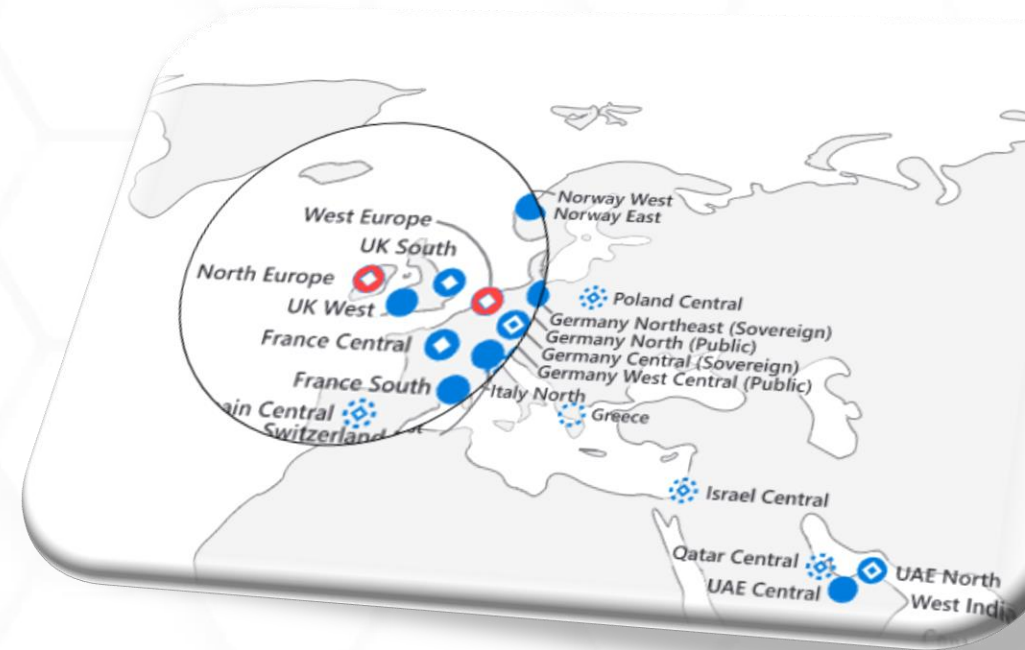 Norway West
Norway East
West Europe
UK South
North Europe
UK West
Poland Central
Germany Northeast (Sovereign)
Germany North (Public)
Germany Central (Sovereign)
Germany West Central (Public)
France Central
France South
Italy North
ain Central
Greece
Switzerland
Israel Central
Qatar Central
UAE North
UAE Central
West India